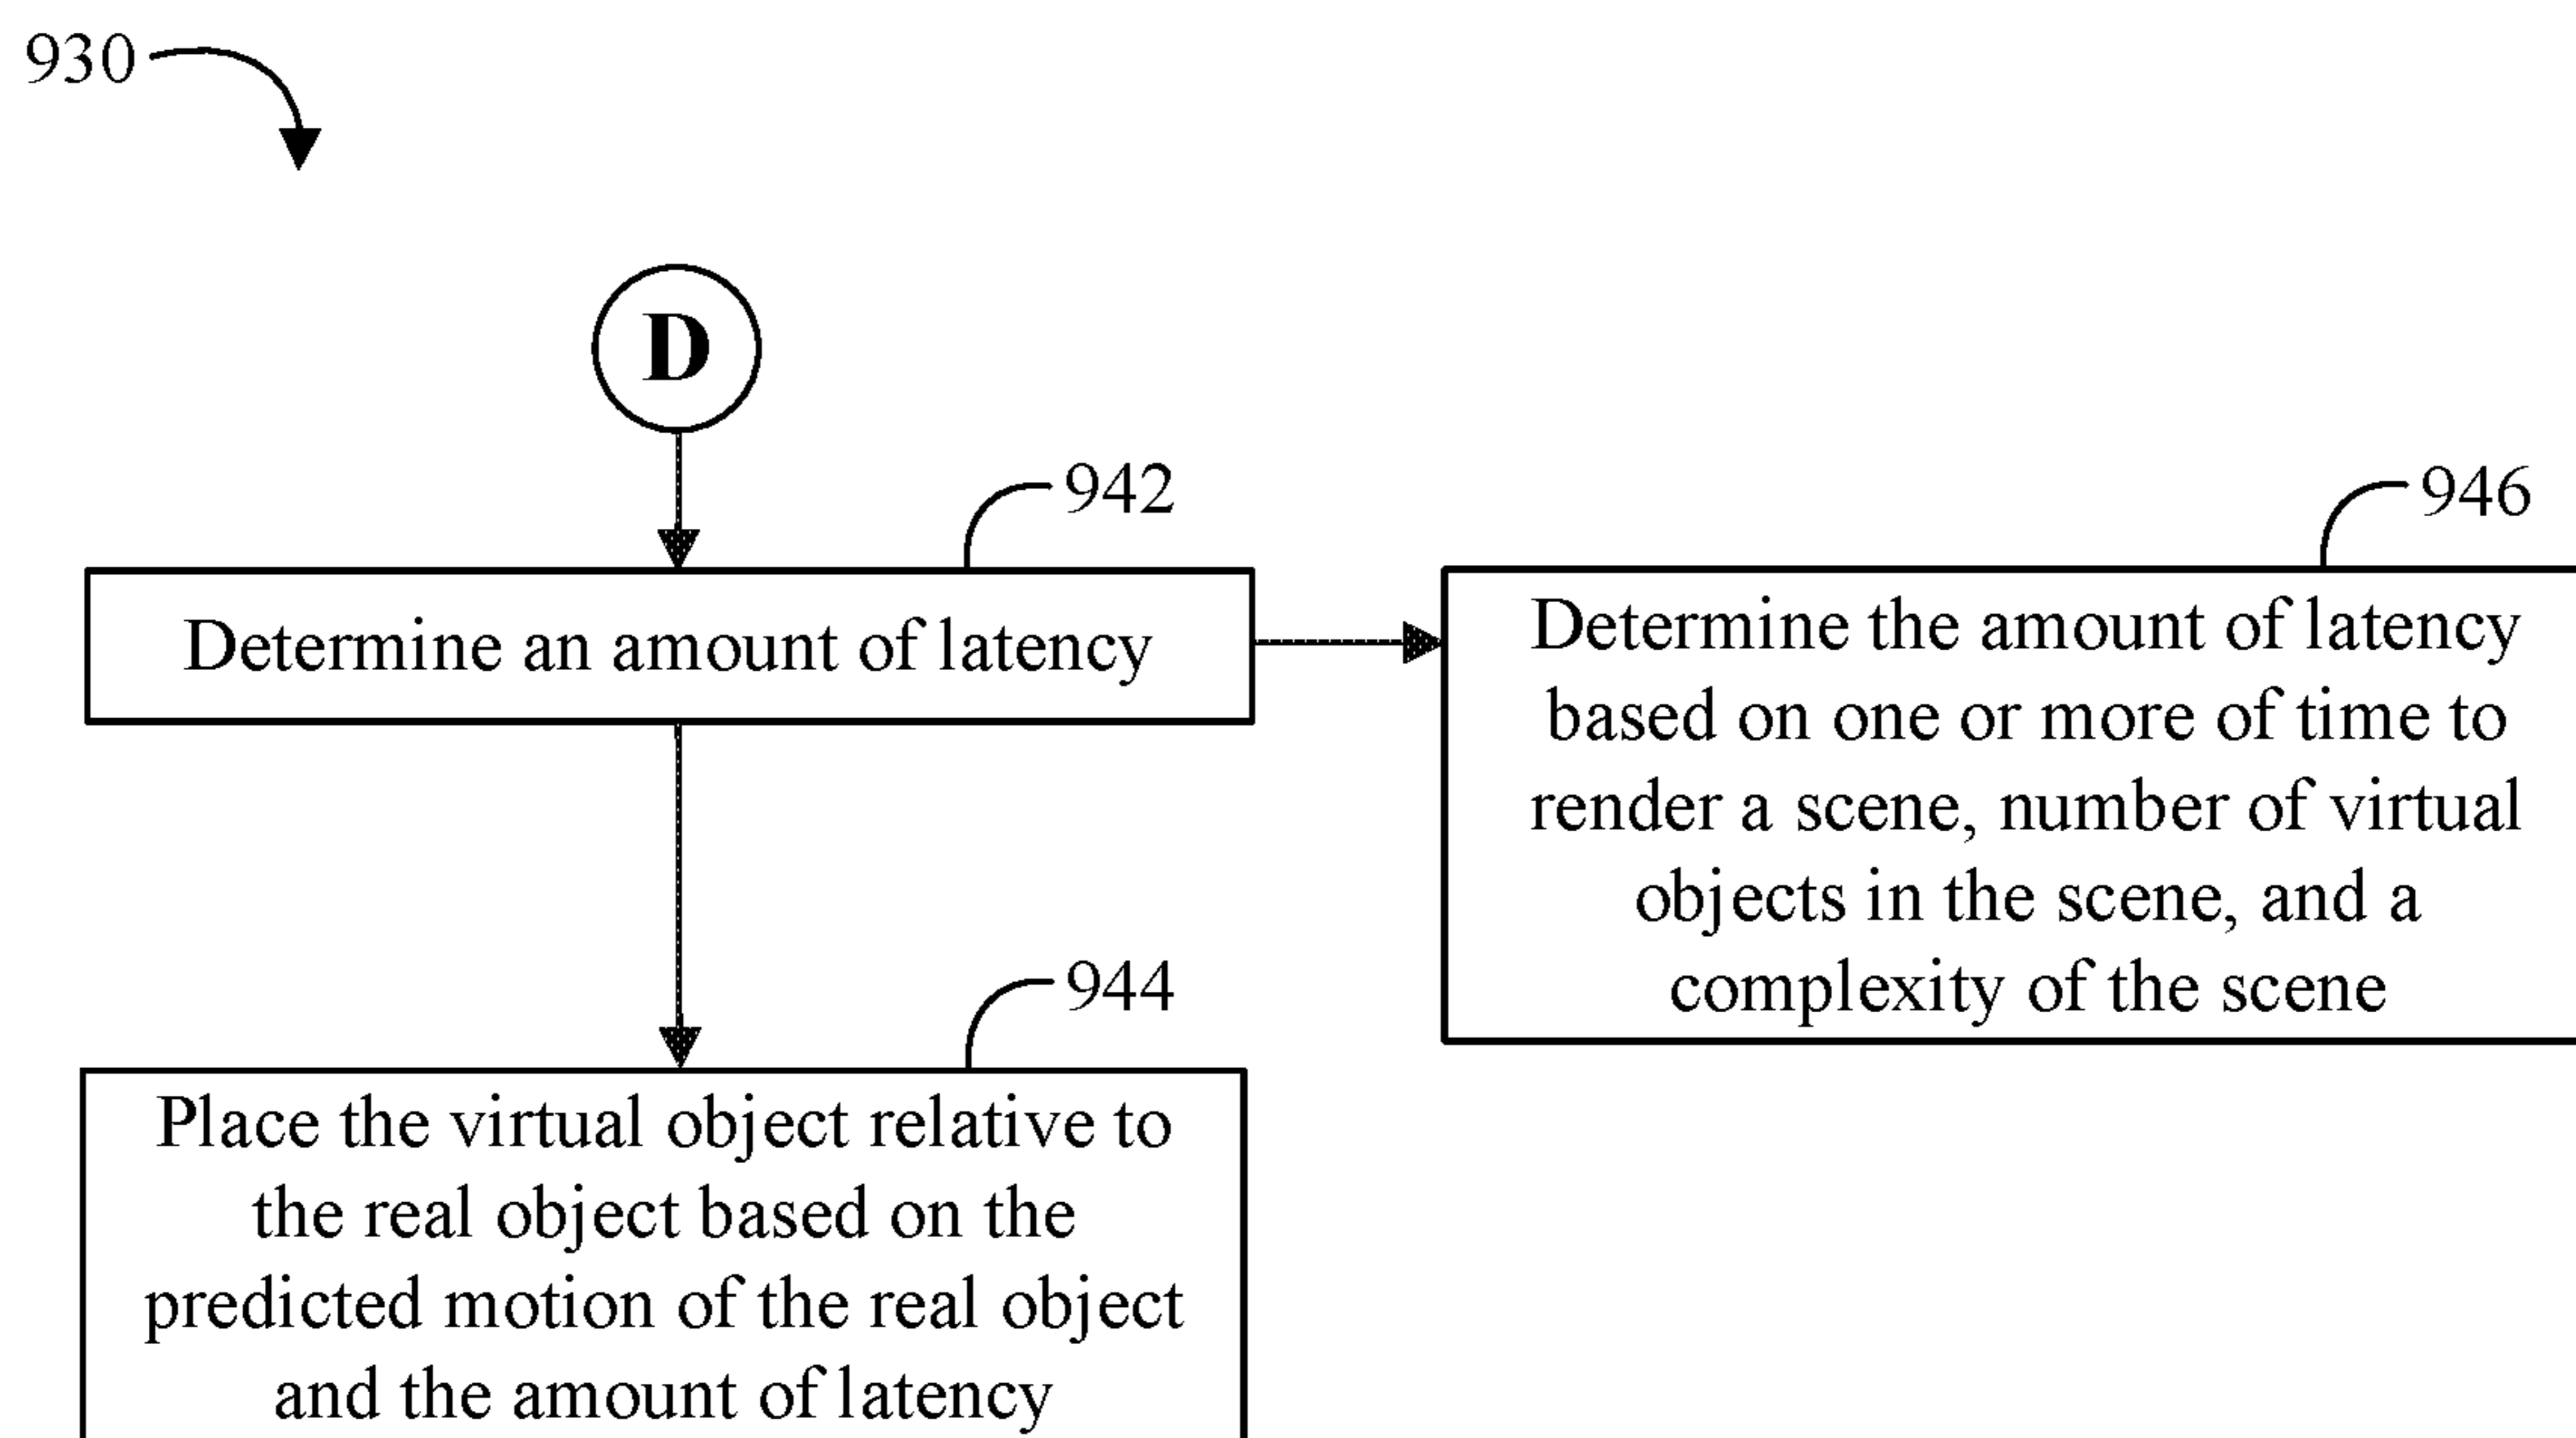 930
D
942
Determine an amount of latency
946
Determine the amount of latency
based on one or more of time to
render a scene, number of virtual
objects in the scene, and a
complexity of the scene
944
Place the virtual object relative to
the real object based on the
predicted motion of the real object
and the amount of latency